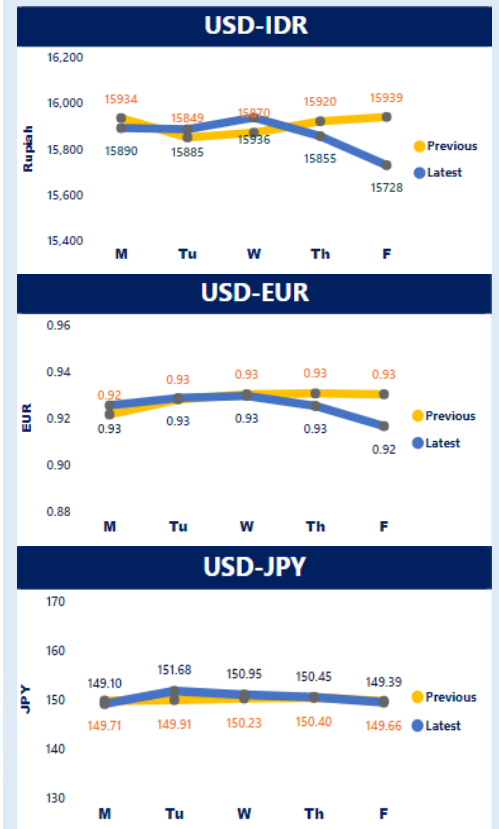 USD-IDR
16,200
16,000
15,800
15,600
15,400
Rupiah
15934 15849 15870 15920 15939
15890 15885 15936 15855 15728
Previous
Latest
M Tu W Th F
USD-EUR
0.96
0.94
0.92
0.90
0.88
EUR
0.92 0.93 0.93 0.93 0.93
0.93 0.93 0.93 0.93 0.92
Previous
Latest
M Tu W Th F
USD-JPY
170
160
150
140
130
JPY
149.10 151.68 150.95 150.45 149.39
149.71 149.91 150.23 150.40 149.66
Previous
Latest
M Tu W Th F